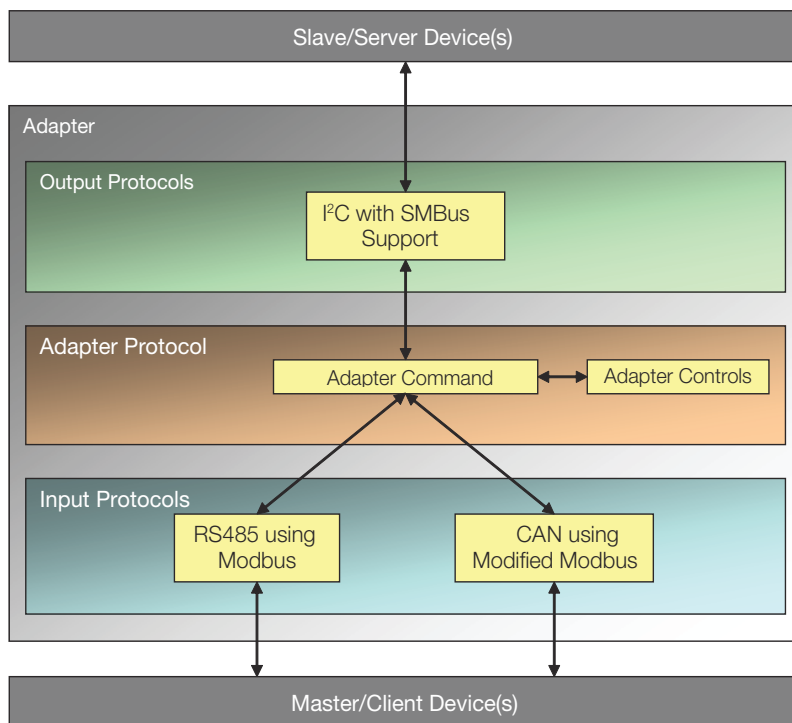 Slave/Server Device(s)
Adapter
Output Protocols
I²C with SMBus
Support
Adapter Protocol
Adapter Command
Adapter Controls
Input Protocols
RS485 using
Modbus
CAN using
Modified Modbus
Master/Client Device(s)